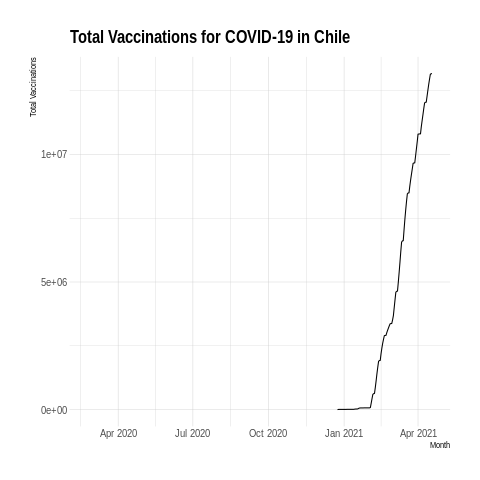 Total Vaccinations for COVID-19 in Chile
Total Vaccinations
1e+07
5e+06
0e+00
Apr 2020 Jul 2020 Oct 2020 Jan 2021 Apr 2021
Month